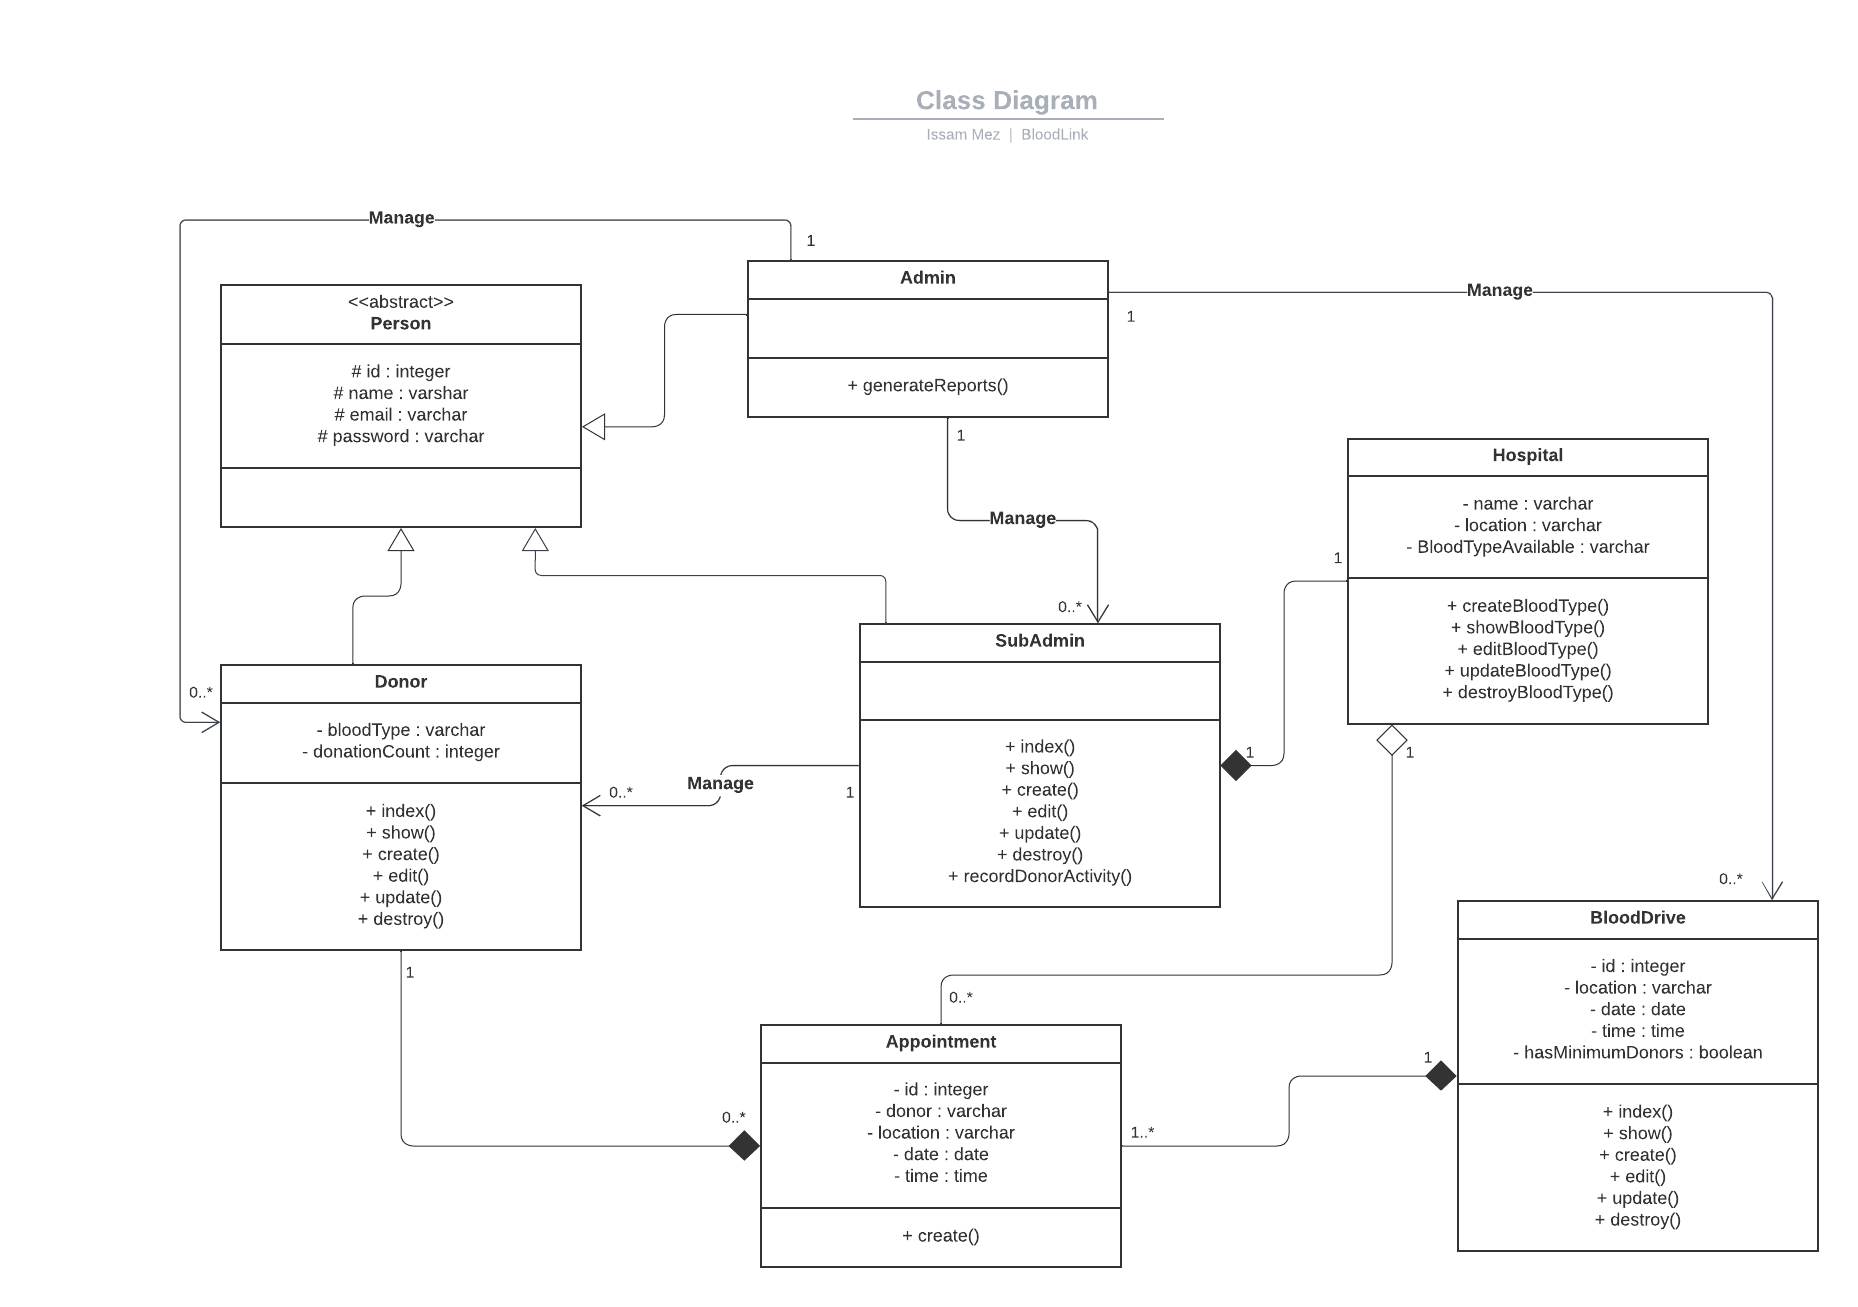 Class Diagram
Issam Mez | BloodLink
Manage
1
Admin
+ generateReports()
1
Manage
<<abstract>>
Person
# id : integer
# name : varshar
# email : varchar
# password : varchar
1
Manage
0..*
Hospital
- name : varchar
- location : varchar
- BloodTypeAvailable : varchar
+ createBloodType()
+ showBloodType()
+ editBloodType()
+ updateBloodType()
+ destroyBloodType()
1
1
SubAdmin
+ index()
+ show()
+ create()
+ edit()
+ update()
+ destroy()
+ recordDonorActivity()
1
1
Manage
0..*
0..*
Donor
- bloodType : varchar
- donationCount : integer
+ index()
+ show()
+ create()
+ edit()
+ update()
+ destroy()
1
0..*
0..*
Appointment
- id : integer
- donor : varchar
- location : varchar
- date : date
- time : time
+ create()
1..*
1
0..*
BloodDrive
- id : integer
- location : varchar
- date : date
- time : time
- hasMinimumDonors : boolean
+ index()
+ show()
+ create()
+ edit()
+ update()
+ destroy()